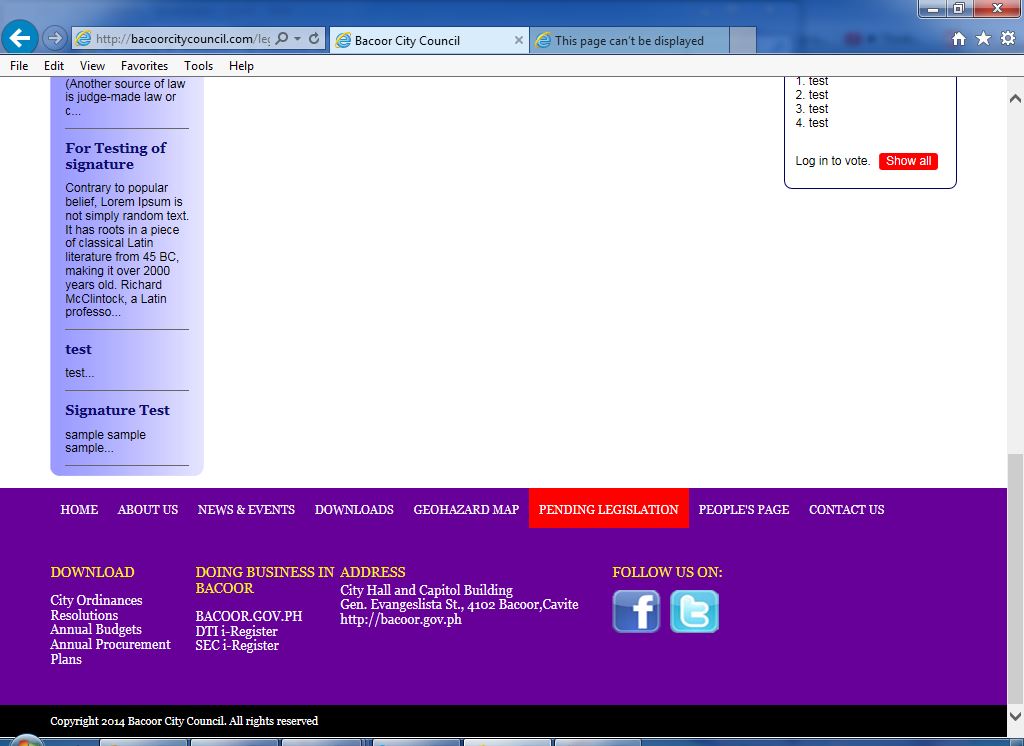 http://bacoorcitycouncil.com/leg
Bacoor City Council
This page can't be displayed
File Edit View Favorites Tools Help
(Another source of law
is judge-made law or
c...
For Testing of
signature
Contrary to popular
belief, Lorem Ipsum is
not simply random text.
It has roots in a piece
of classical Latin
literature from 45 BC,
making it over 2000
years old. Richard
McClintock, a Latin
professo...
test
test...
Signature Test
sample sample
sample...
1. test
2. test
3. test
4. test
Log in to vote. Show all
HOME ABOUT US NEWS & EVENTS DOWNLOADS GEOHAZARD MAP PENDING LEGISLATION PEOPLE'S PAGE CONTACT US
DOWNLOAD
City Ordinances
Resolutions
Annual Budgets
Annual Procurement
Plans
DOING BUSINESS IN
BACOOR
BACOOR.GOV.PH
DTI i-Register
SEC i-Register
ADDRESS
City Hall and Capitol Building
Gen. Evangeslista St., 4102 Bacoor,Cavite
http://bacoor.gov.ph
FOLLOW US ON:
f
t
Copyright 2014 Bacoor City Council. All rights reserved